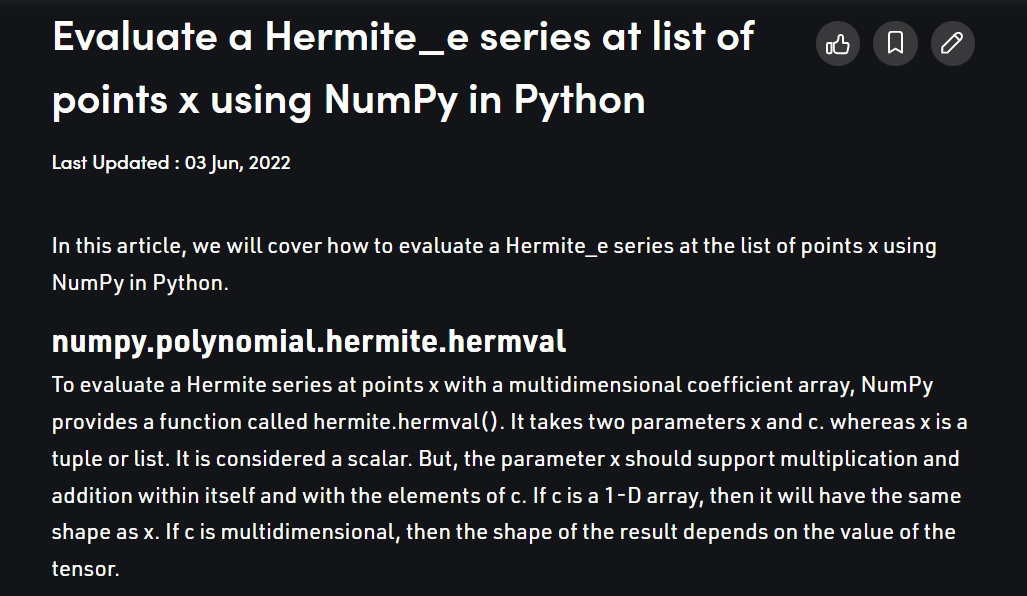 Evaluate a Hermite_e series at list of
points x using NumPy in Python
Last Updated : 03 Jun, 2022
In this article, we will cover how to evaluate a Hermite_e series at the list of points x using
NumPy in Python.
numpy.polynomial.hermite.hermval
To evaluate a Hermite series at points x with a multidimensional coefficient array, NumPy
provides a function called hermite.hermval(). It takes two parameters x and c. whereas x is a
tuple or list. It is considered a scalar. But, the parameter x should support multiplication and
addition within itself and with the elements of c. If c is a 1-D array, then it will have the same
shape as x. If c is multidimensional, then the shape of the result depends on the value of the
tensor.